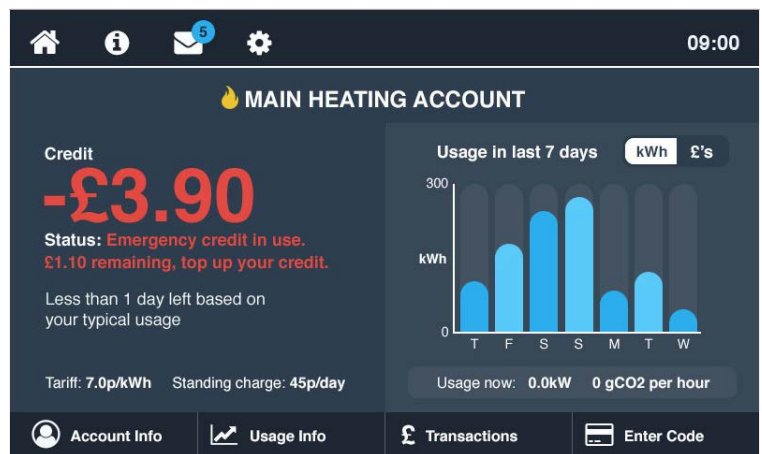 5
09:00
MAIN HEATING ACCOUNT
Credit
-£3.90
Status: Emergency credit in use.
£1.10 remaining, top up your credit.
Less than 1 day left based on
your typical usage
Tariff: 7.0p/kWh Standing charge: 45p/day
Usage in last 7 days kWh £'s
300
kWh
0
T F S S M T W
Usage now: 0.0kW 0 gCO2 per hour
Account Info Usage Info £ Transactions Enter Code